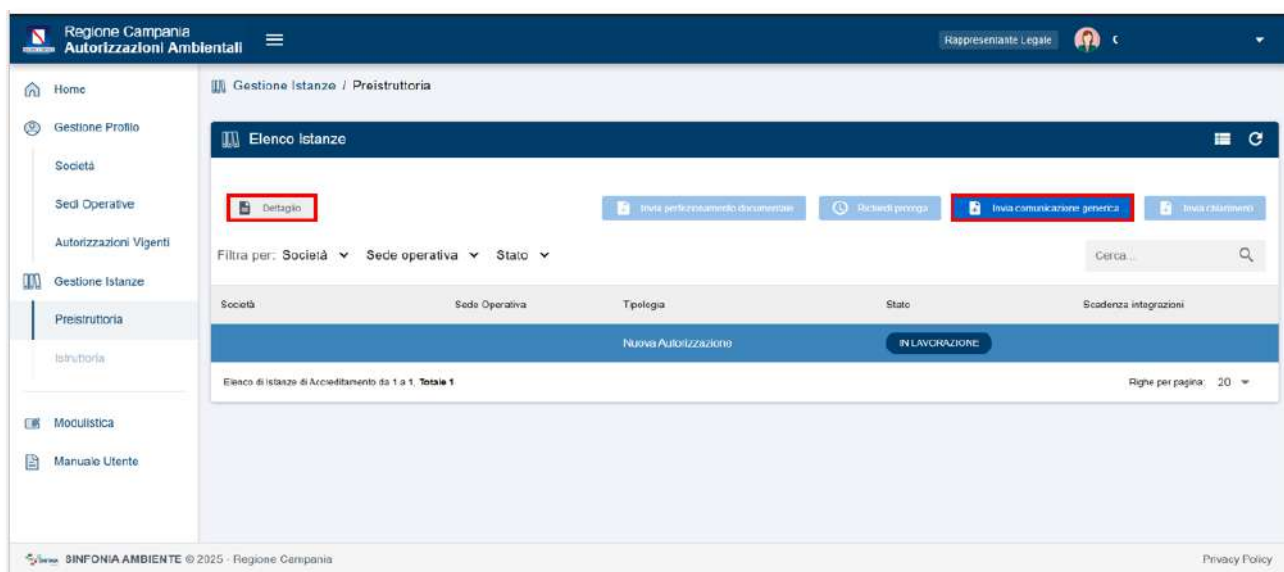 Regione Campania
Autorizzazioni Ambientali
Rappresentante Legale
Home
Gestione Profilo
Società
Sedi Operative
Autorizzazioni Vigenti
Gestione Istanze
Preistruttoria
Istruttoria
Modulistica
Manuale Utente
Gestione Istanze / Preistruttoria
Elenco Istanze
Dettaglio
Invia perfezionamento documentale
Richiedi proroga
Invia comunicazione generica
Invia chiarimenti
Filtra per: Società Sede operativa Stato
Cerca...
Società Sede Operativa Tipologia Stato Scadenza integrazioni
Nuova Autorizzazione IN LAVORAZIONE
Elenco di Istanze di Accreditamento da 1 a 1, Totale 1
Righe per pagina: 20
SINFONIA AMBIENTE © 2025 - Regione Campania
Privacy Policy